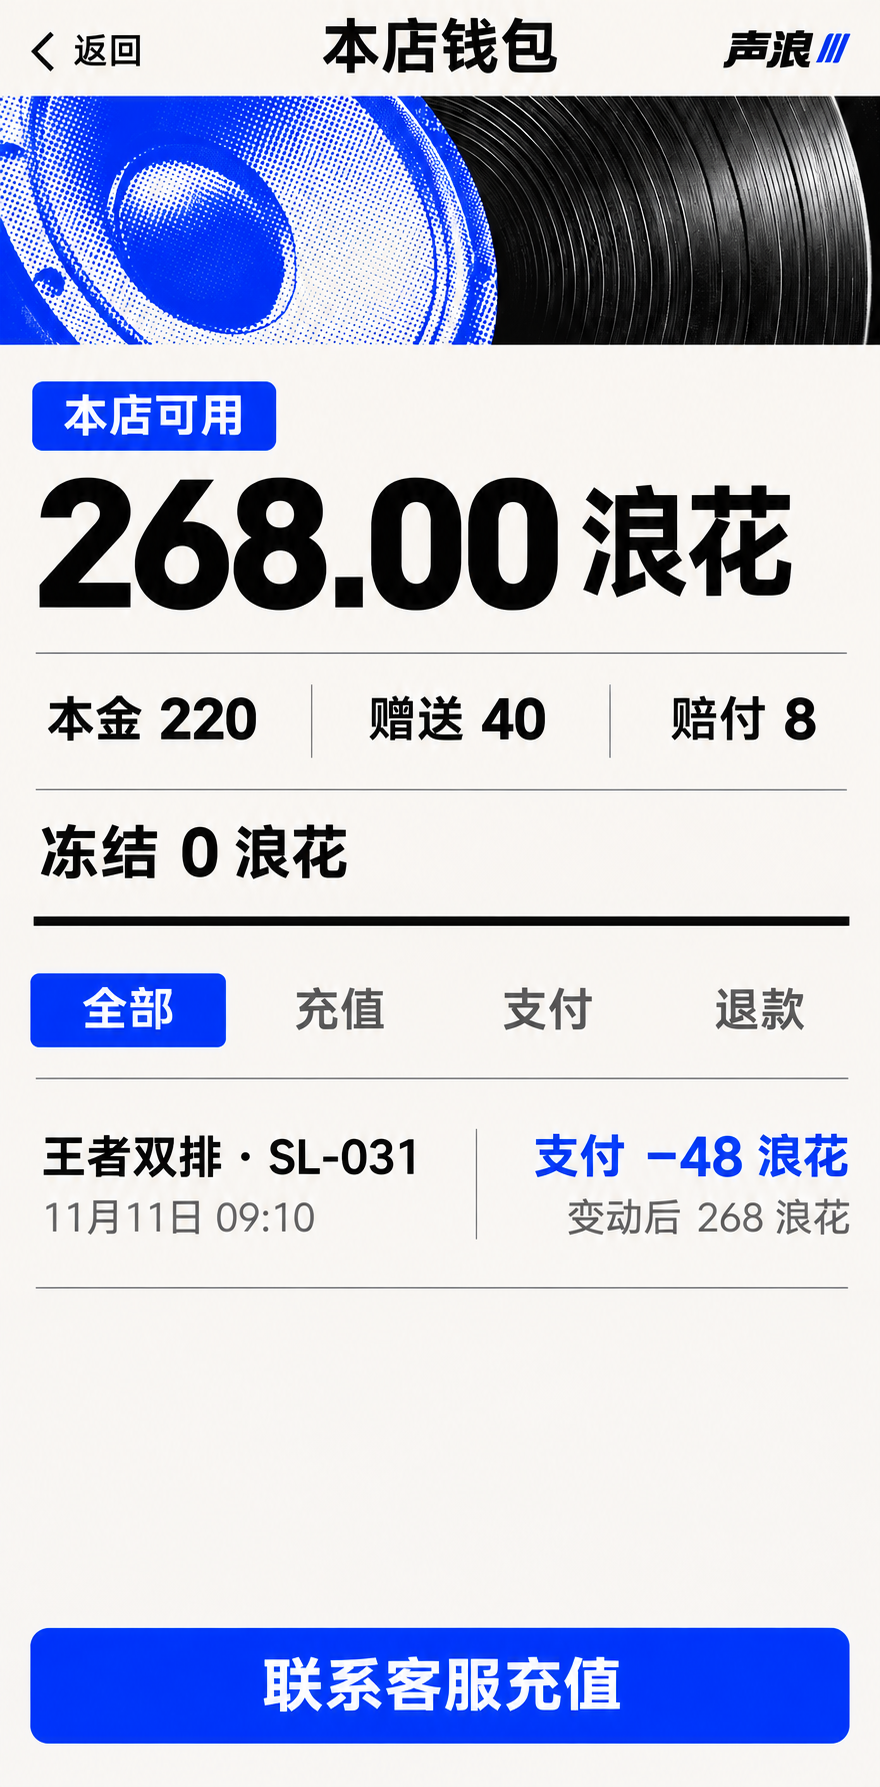 返回
本店钱包
声浪
本店可用
268.00 浪花
本金 220
赠送 40
赔付 8
冻结 0 浪花
全部
充值
支付
退款
王者双排 · SL-031
支付 −48 浪花
11月11日 09:10
变动后 268 浪花
联系客服充值